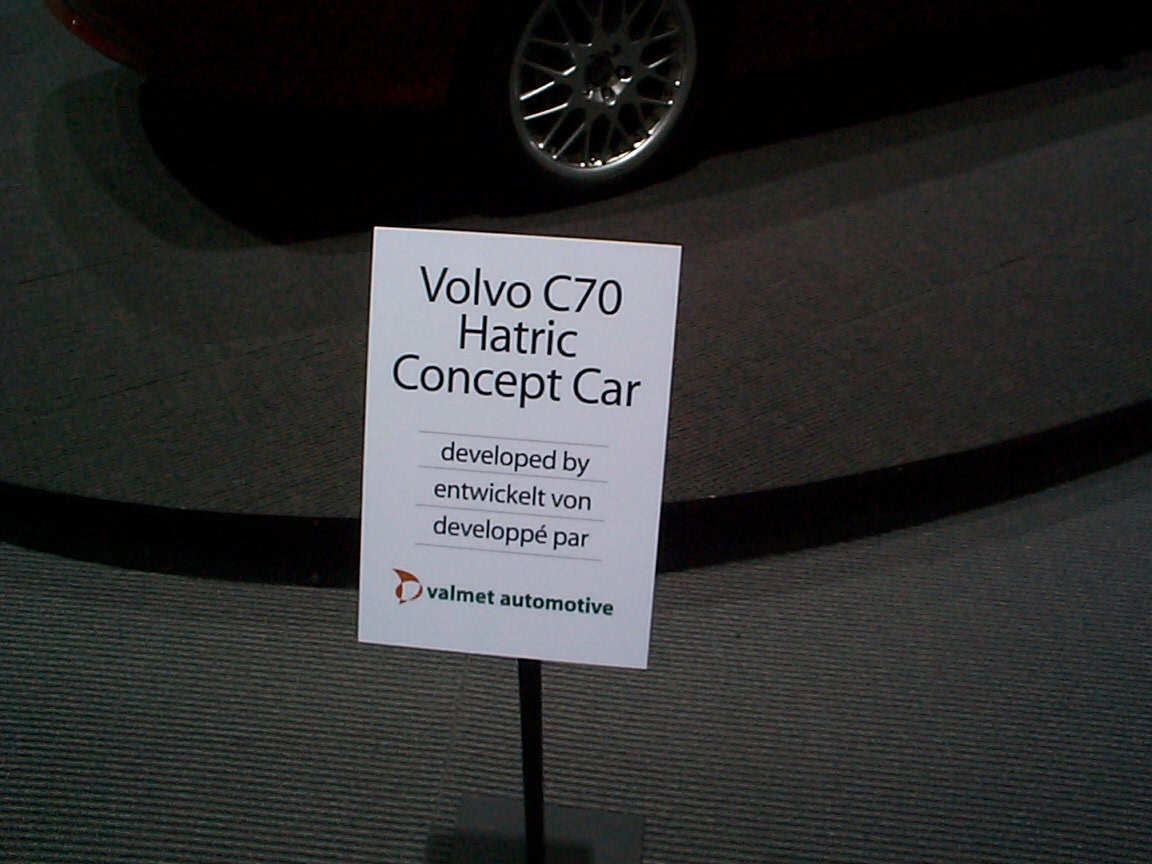 Volvo C70
Hatric
Concept Car
developed by
entwickelt von
developpé par
valmet automotive